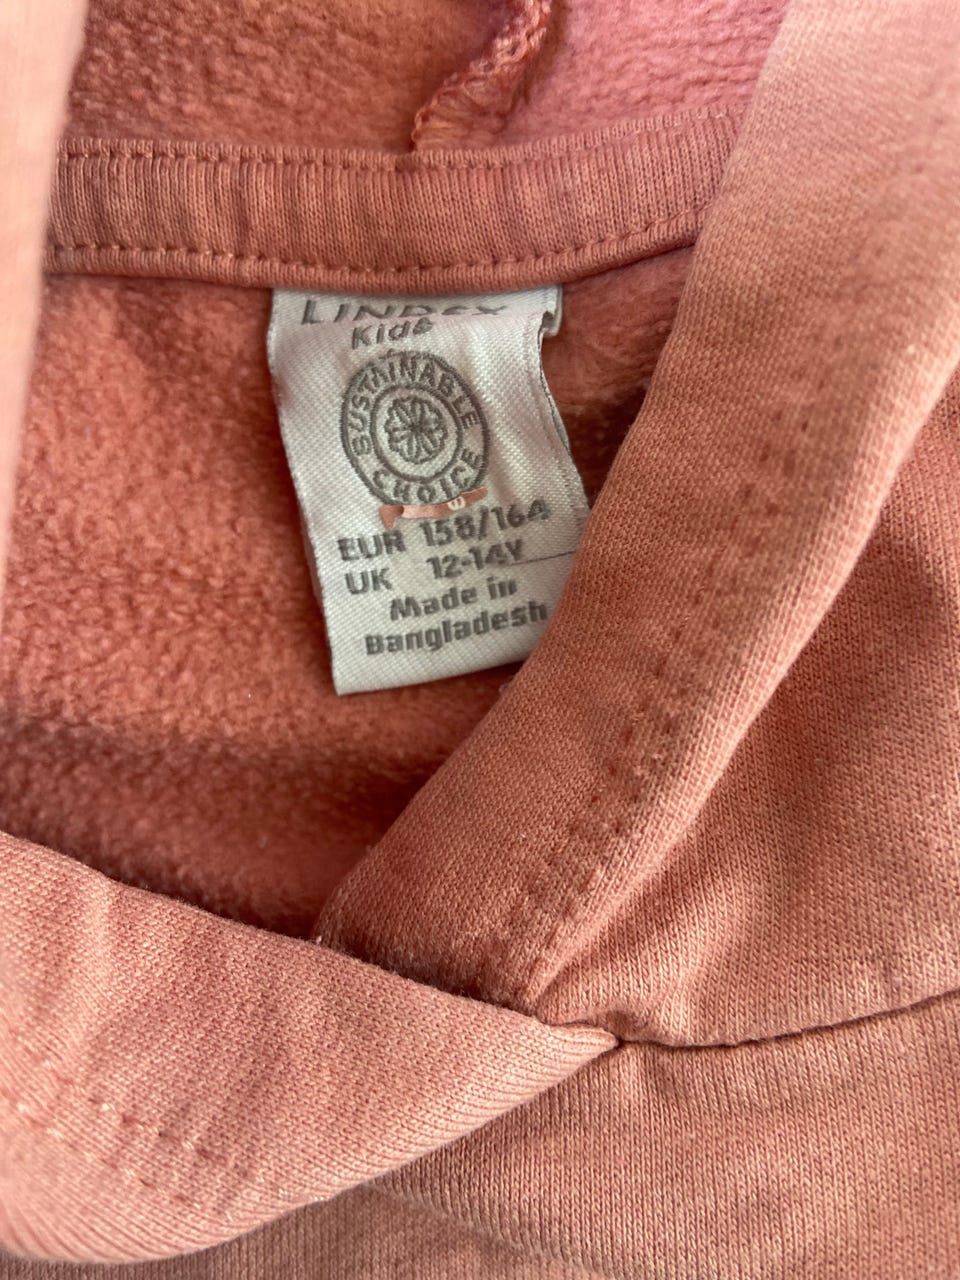 LINDEX
Kids
SUSTAINABLE
CHOICE
EUR 158/164
UK 12-14Y
Made in
Bangladesh